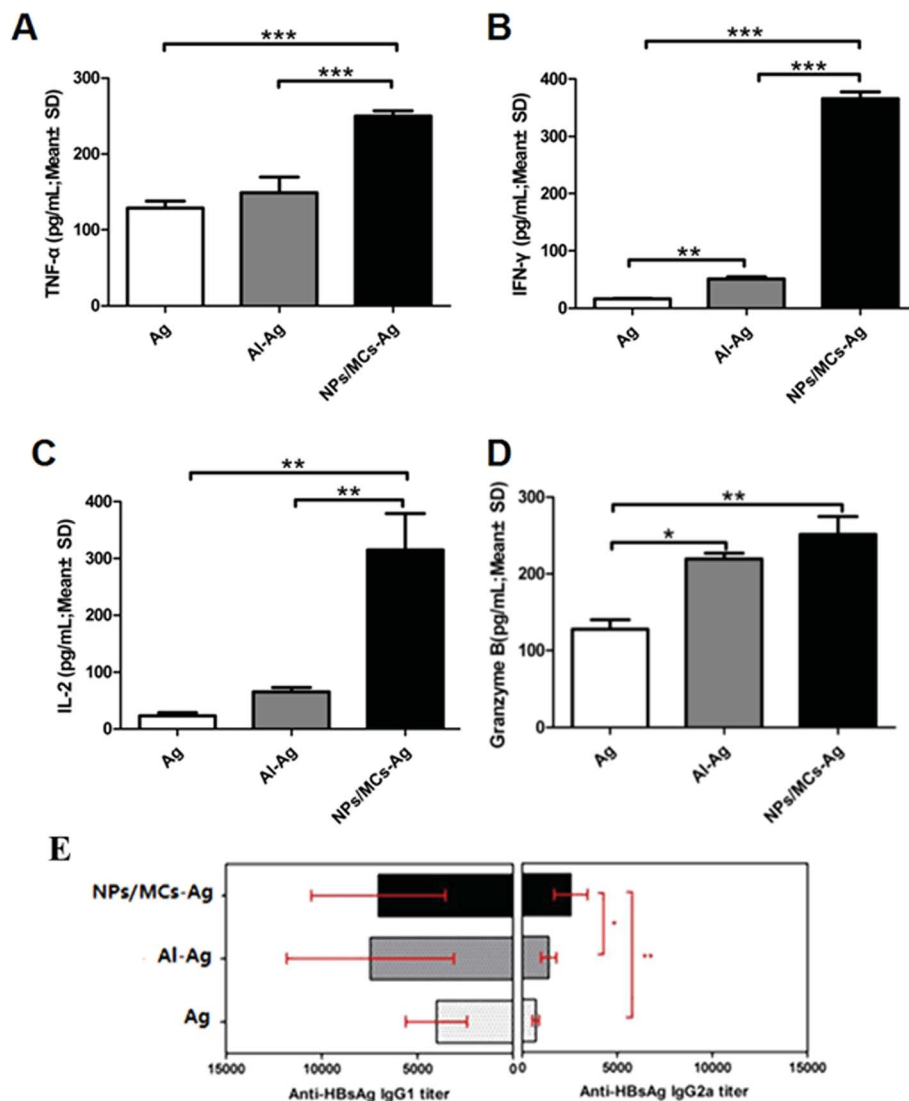 A
***
***
TNF-α (pg/mL;Mean± SD)
300
200
100
0
Ag
Al-Ag
NPs/MCs-Ag
B
***
***
**
IFN-γ (pg/mL;Mean± SD)
400
300
200
100
0
Ag
Al-Ag
NPs/MCs-Ag
C
**
**
IL-2 (pg/mL;Mean± SD)
400
300
200
100
0
Ag
Al-Ag
NPs/MCs-Ag
D
**
*
Granzyme B(pg/mL;Mean± SD)
300
200
100
0
Ag
Al-Ag
NPs/MCs-Ag
E
NPs/MCs-Ag
Al-Ag
Ag
*
**
15000 10000 5000 0 0 5000 10000 15000
Anti-HBsAg IgG1 titer Anti-HBsAg IgG2a titer